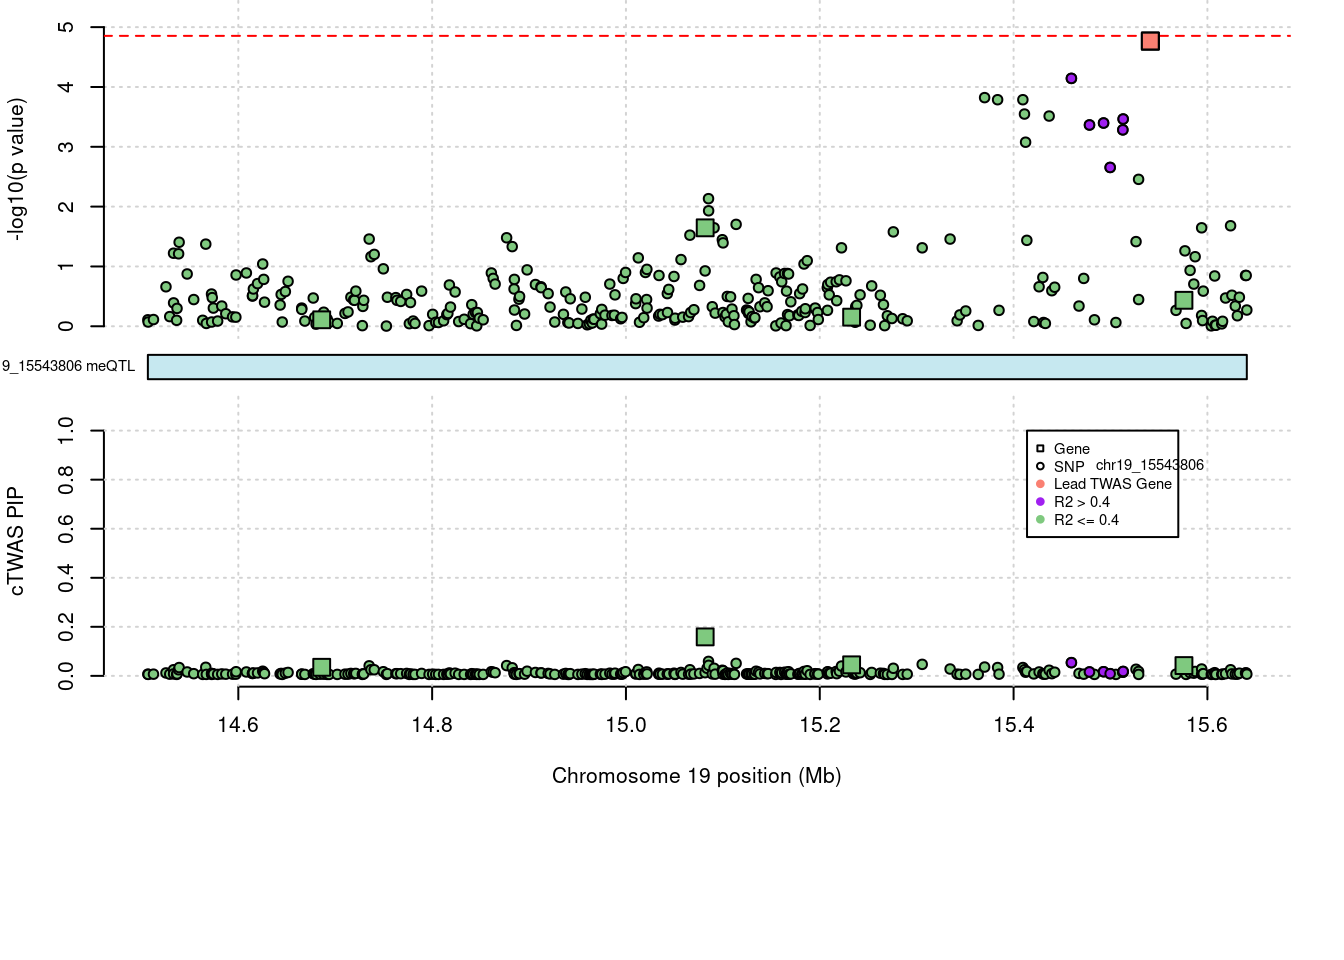 5
4
3
2
1
0
-log10(p value)
9_15543806 meQTL
1.0
0.8
0.6
0.4
0.2
0.0
cTWAS PIP
Gene
SNP
chr19_15543806
Lead TWAS Gene
R2 > 0.4
R2 <= 0.4
14.6 14.8 15.0 15.2 15.4 15.6
Chromosome 19 position (Mb)